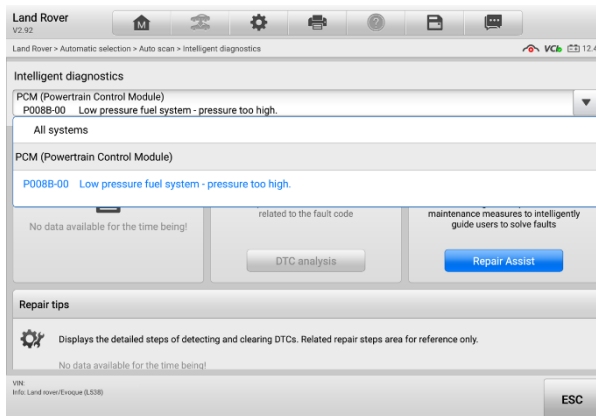 Land Rover
V2.92
M
?
Land Rover > Automatic selection > Auto scan > Intelligent diagnostics
VCI 12.4
Intelligent diagnostics
PCM (Powertrain Control Module)
P008B-00 Low pressure fuel system - pressure too high.
All systems
PCM (Powertrain Control Module)
P008B-00 Low pressure fuel system - pressure too high.
No data available for the time being!
related to the fault code
DTC analysis
maintenance measures to intelligently
guide users to solve faults
Repair Assist
Repair tips
Displays the detailed steps of detecting and clearing DTCs. Related repair steps area for reference only.
No data available for the time being!
VIN:
Info: Land rover/Evoque (L538)
ESC